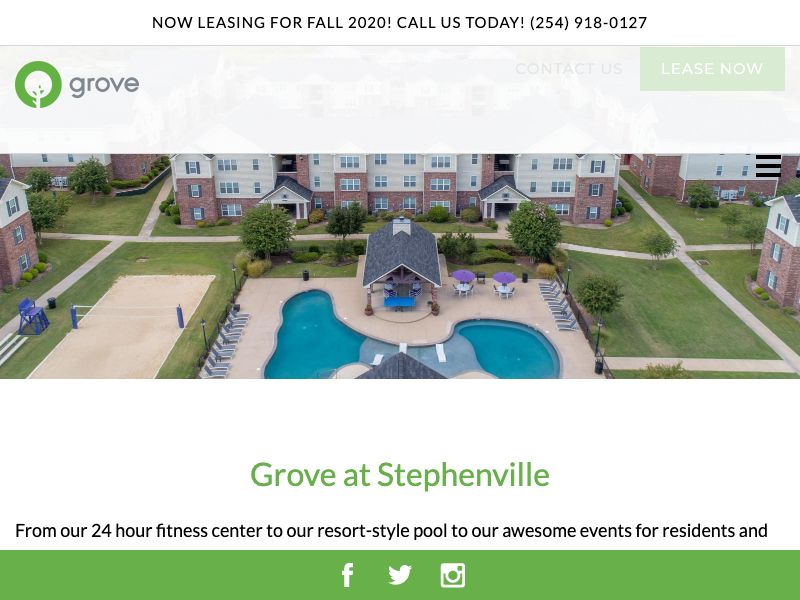 NOW LEASING FOR FALL 2020! CALL US TODAY! (254) 918-0127
grove
CONTACT US
LEASE NOW
Grove at Stephenville
From our 24 hour fitness center to our resort-style pool to our awesome events for residents and